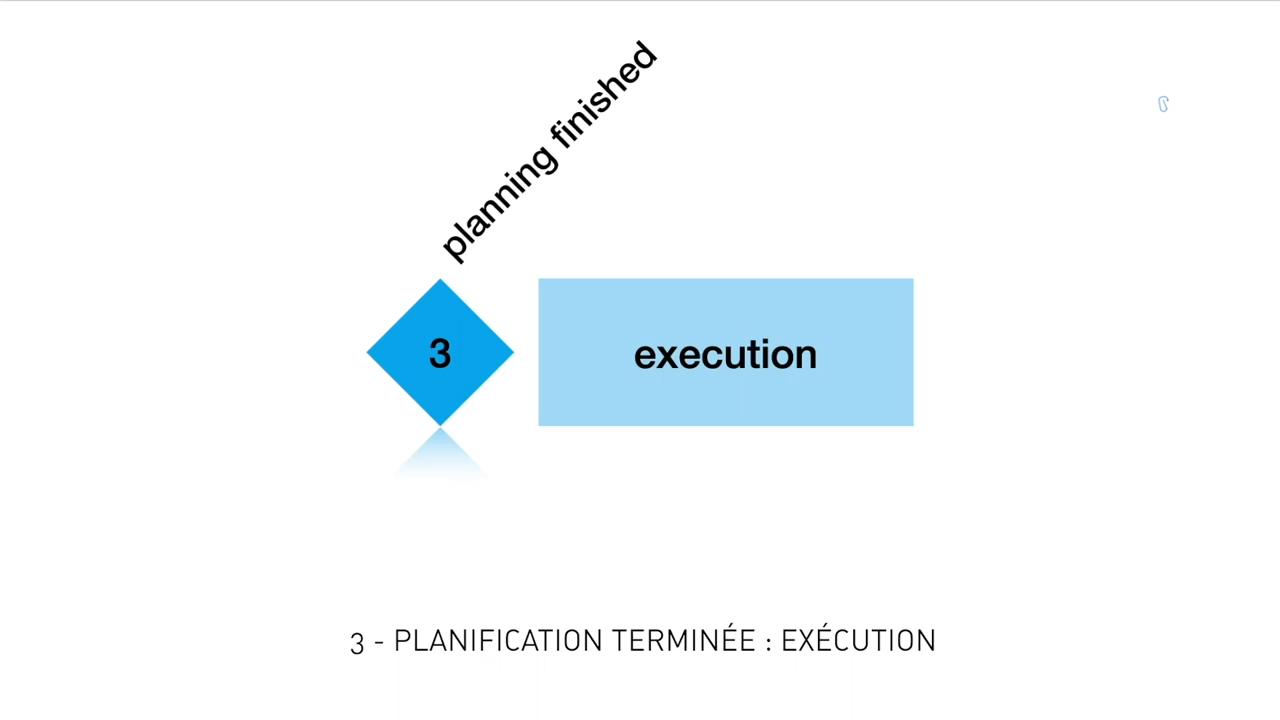 planning finished
3
execution
3 - PLANIFICATION TERMINÉE : EXÉCUTION